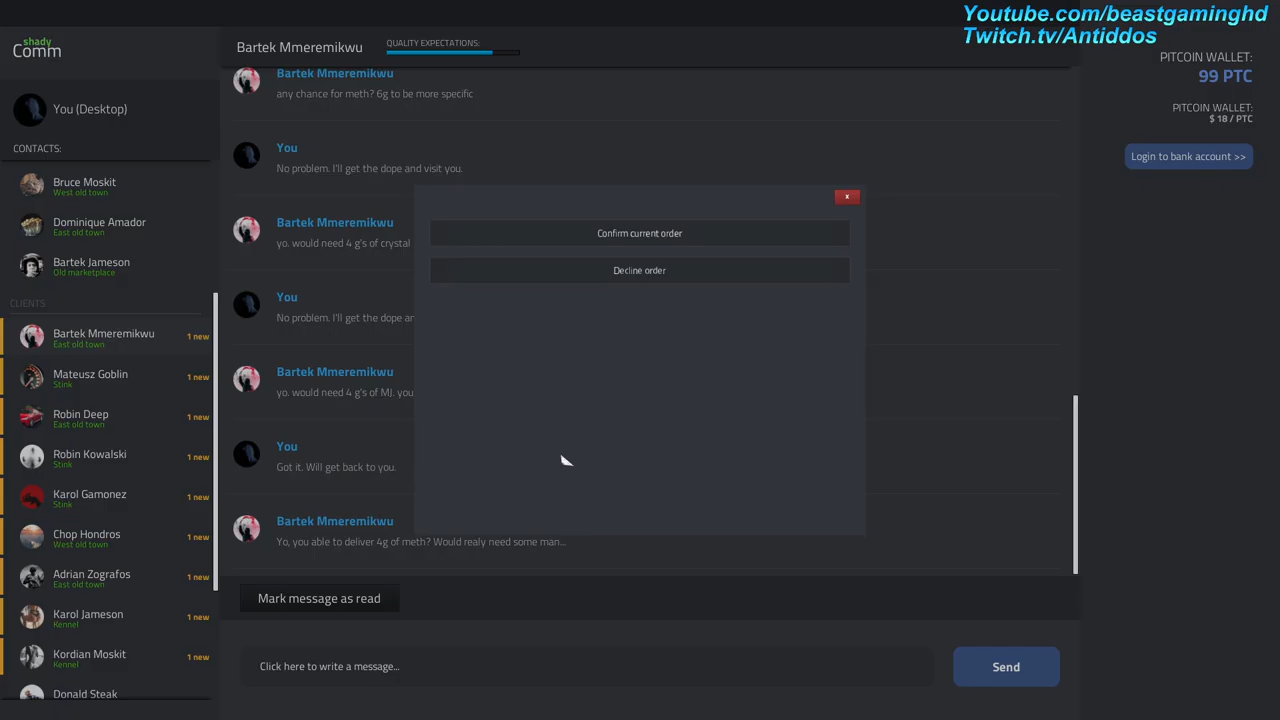 Youtube.com/beastgaminghd
Twitch.tv/Antiddos
shady
Comm
You (Desktop)
CONTACTS:
Bruce Moskit
West old town
Dominique Amador
East old town
Bartek Jameson
Old marketplace
CLIENTS
Bartek Mmeremikwu
East old town
1 new
Mateusz Goblin
Stink
1 new
Robin Deep
East old town
1 new
Robin Kowalski
Stink
1 new
Karol Gamonez
Stink
1 new
Chop Hondros
West old town
1 new
Adrian Zografos
East old town
1 new
Karol Jameson
Kennel
1 new
Kordian Moskit
Kennel
1 new
Donald Steak
Bartek Mmeremikwu
QUALITY EXPECTATIONS:
Bartek Mmeremikwu
any chance for meth? 6g to be more specific
You
No problem. I'll get the dope and visit you.
Bartek Mmeremikwu
yo. would need 4 g's of crystal
You
No problem. I'll get the dope an
Bartek Mmeremikwu
yo. would need 4 g's of MJ. you
You
Got it. Will get back to you.
Bartek Mmeremikwu
Yo, you able to deliver 4g of meth? Would realy need some man...
x
Confirm current order
Decline order
Mark message as read
Click here to write a message...
Send
PITCOIN WALLET:
99 PTC
PITCOIN WALLET:
$ 18 / PTC
Login to bank account >>